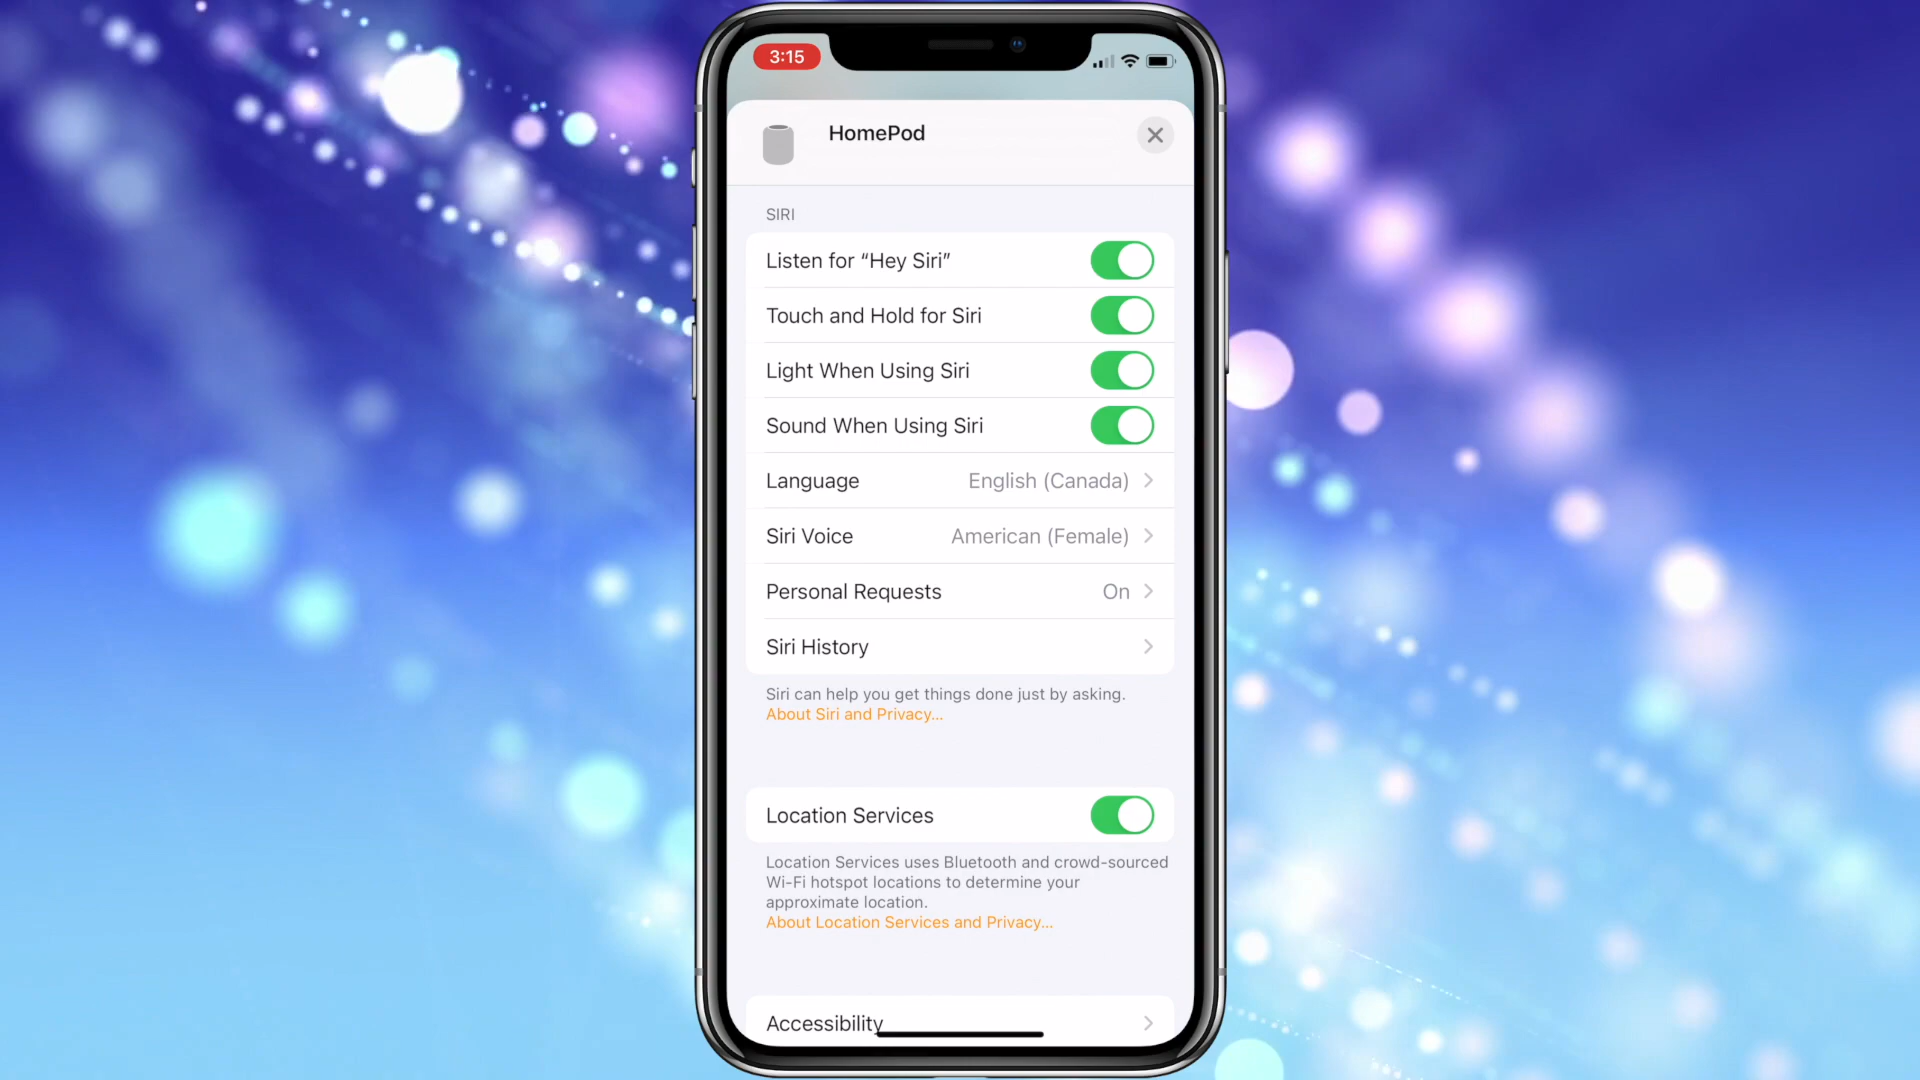 3:15
HomePod
SIRI
Listen for “Hey Siri”
Touch and Hold for Siri
Light When Using Siri
Sound When Using Siri
Language English (Canada)
Siri Voice American (Female)
Personal Requests On
Siri History
Siri can help you get things done just by asking.
About Siri and Privacy...
Location Services
Location Services uses Bluetooth and crowd-sourced
Wi-Fi hotspot locations to determine your
approximate location.
About Location Services and Privacy...
Accessibility